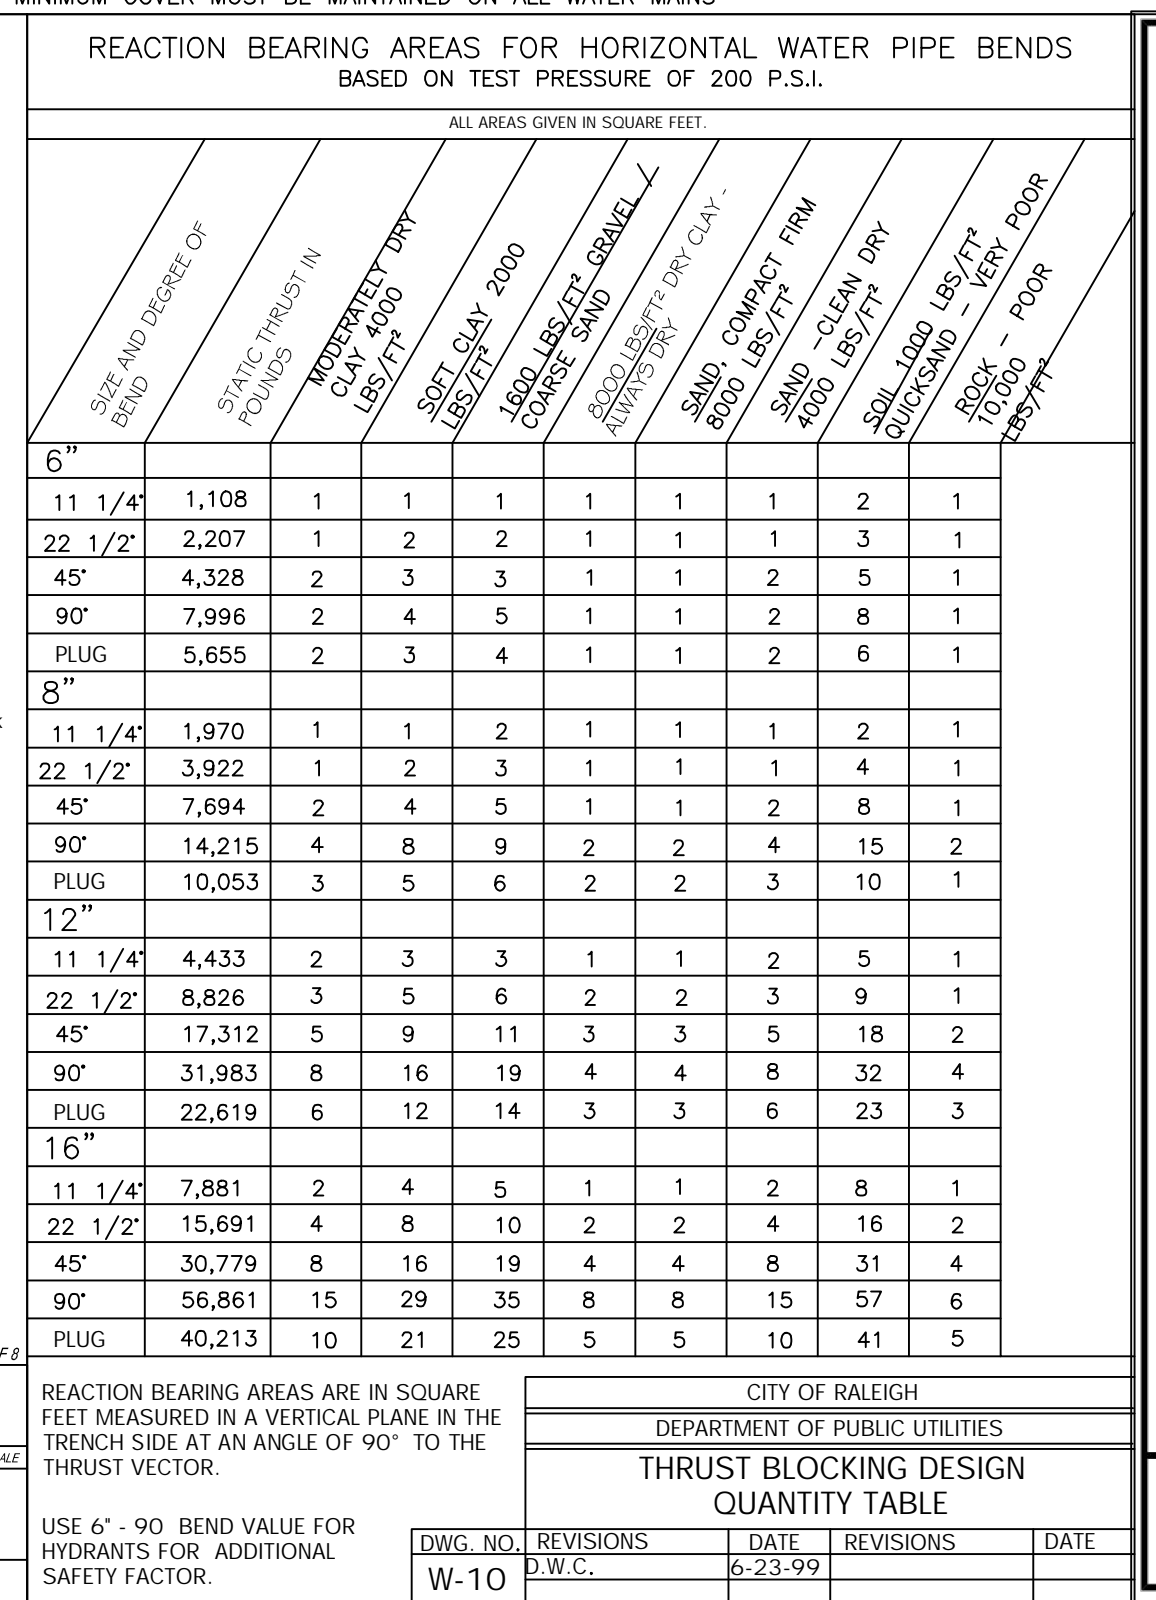 MINIMUM COVER MUST BE MAINTAINED ON ALL WATER MAINS
REACTION BEARING AREAS FOR HORIZONTAL WATER PIPE BENDS
BASED ON TEST PRESSURE OF 200 P.S.I.
ALL AREAS GIVEN IN SQUARE FEET.
SIZE AND DEGREE OF
BEND
STATIC THRUST IN
POUNDS
MODERATELY DRY
CLAY 4000
LBS/FT²
SOFT CLAY 2000
LBS/FT²
1600 LBS/FT² GRAVEL /
COARSE SAND
8000 LBS/FT² DRY CLAY -
ALWAYS DRY
SAND, COMPACT FIRM
8000 LBS/FT²
SAND - CLEAN DRY
4000 LBS/FT²
SOIL 1000 LBS/FT²
QUICKSAND - VERY POOR
ROCK - POOR
10,000
LBS/FT²
6"
11 1/4° 1,108 1 1 1 1 1 1 2 1
22 1/2° 2,207 1 2 2 1 1 1 3 1
45° 4,328 2 3 3 1 1 2 5 1
90° 7,996 2 4 5 1 1 2 8 1
PLUG 5,655 2 3 4 1 1 2 6 1
8"
11 1/4° 1,970 1 1 2 1 1 1 2 1
22 1/2° 3,922 1 2 3 1 1 1 4 1
45° 7,694 2 4 5 1 1 2 8 1
90° 14,215 4 8 9 2 2 4 15 2
PLUG 10,053 3 5 6 2 2 3 10 1
12"
11 1/4° 4,433 2 3 3 1 1 2 5 1
22 1/2° 8,826 3 5 6 2 2 3 9 1
45° 17,312 5 9 11 3 3 5 18 2
90° 31,983 8 16 19 4 4 8 32 4
PLUG 22,619 6 12 14 3 3 6 23 3
16"
11 1/4° 7,881 2 4 5 1 1 2 8 1
22 1/2° 15,691 4 8 10 2 2 4 16 2
45° 30,779 8 16 19 4 4 8 31 4
90° 56,861 15 29 35 8 8 15 57 6
PLUG 40,213 10 21 25 5 5 10 41 5
REACTION BEARING AREAS ARE IN SQUARE
FEET MEASURED IN A VERTICAL PLANE IN THE
TRENCH SIDE AT AN ANGLE OF 90° TO THE
THRUST VECTOR.
USE 6" - 90 BEND VALUE FOR
HYDRANTS FOR ADDITIONAL
SAFETY FACTOR.
CITY OF RALEIGH
DEPARTMENT OF PUBLIC UTILITIES
THRUST BLOCKING DESIGN
QUANTITY TABLE
DWG. NO. REVISIONS DATE REVISIONS DATE
W-10 D.W.C. 6-23-99